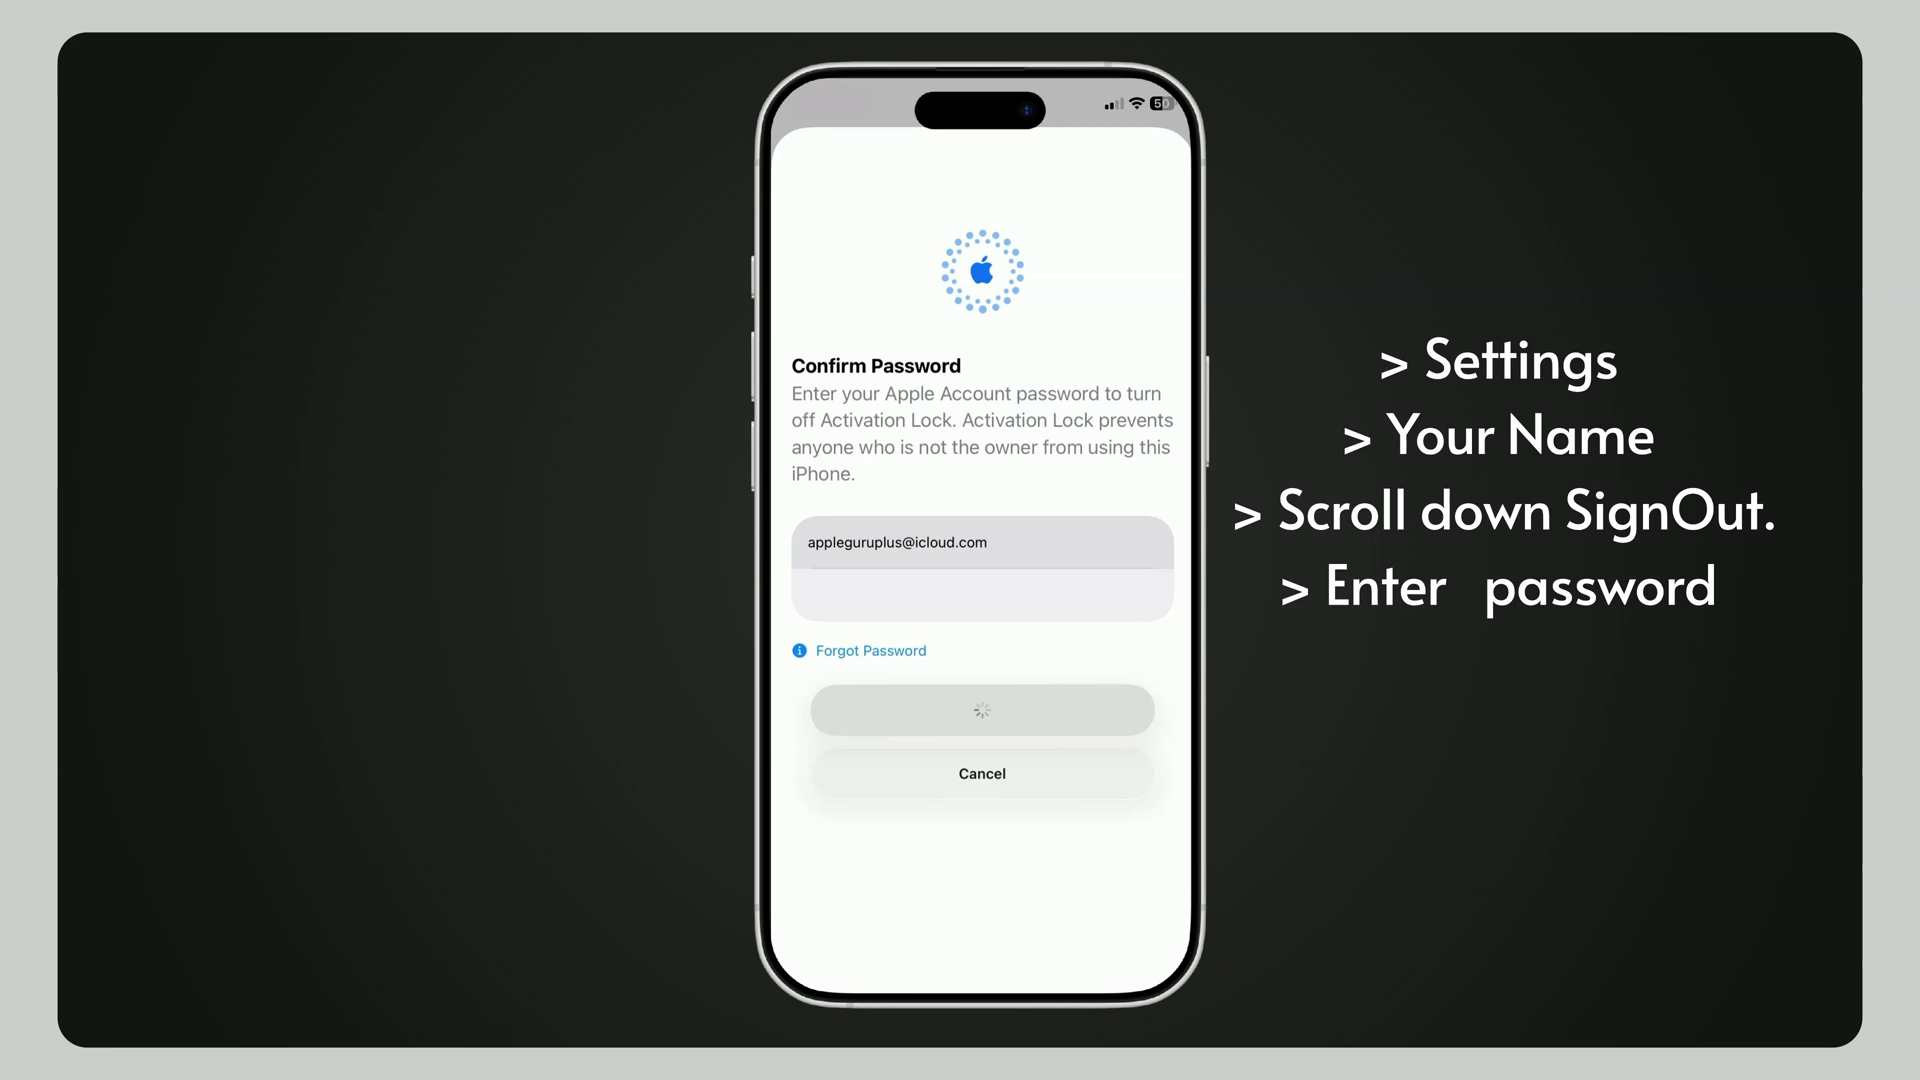 50
Confirm Password
Enter your Apple Account password to turn
off Activation Lock. Activation Lock prevents
anyone who is not the owner from using this
iPhone.
appleguruplus@icloud.com
Forgot Password
Cancel
> Settings
> Your Name
> Scroll down SignOut.
> Enter password